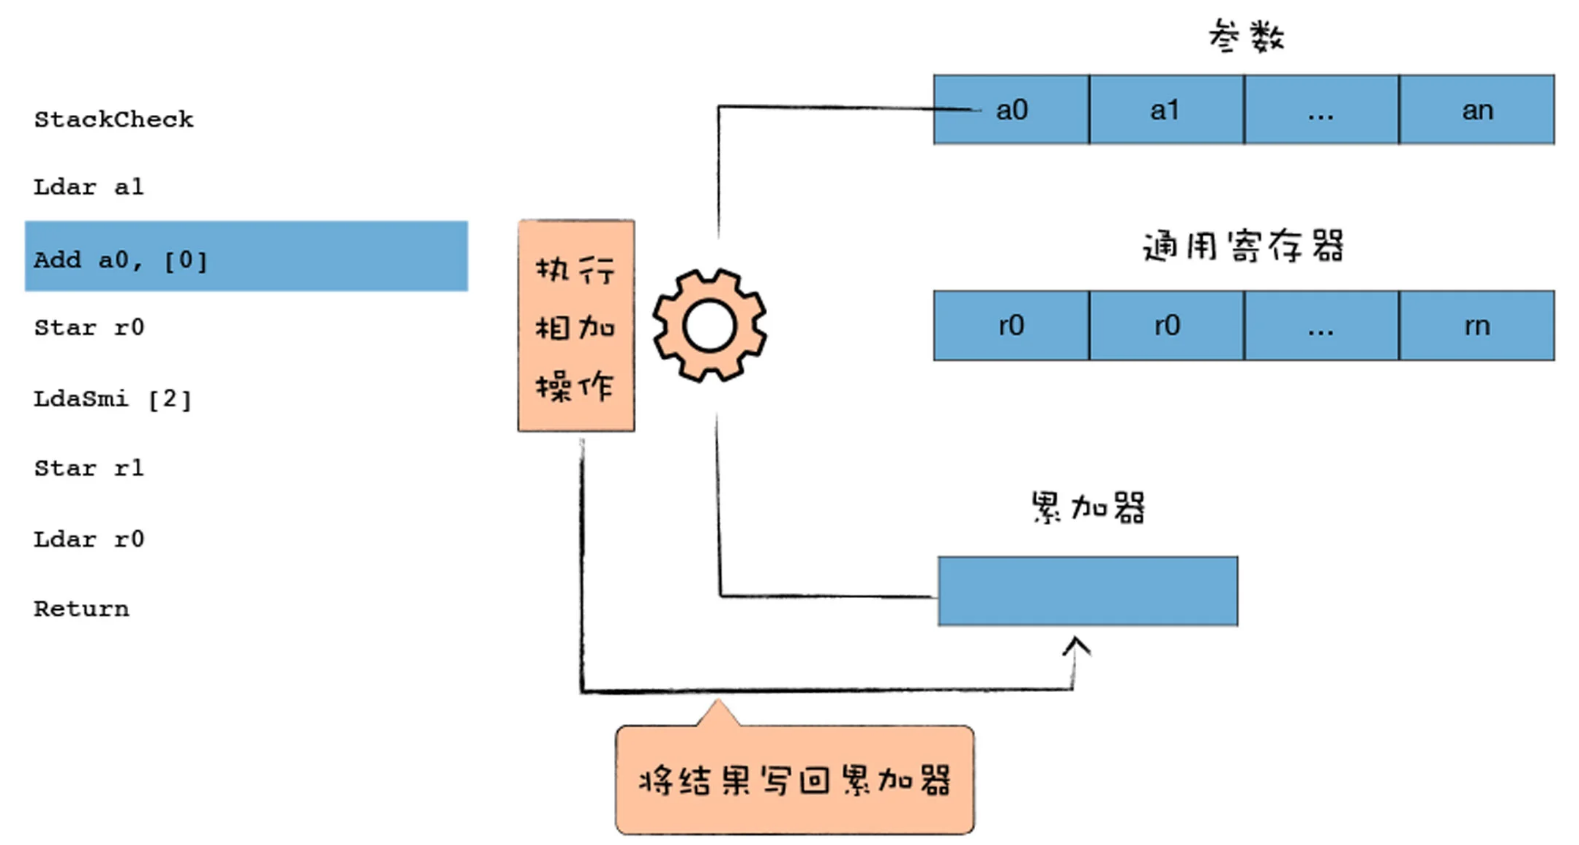 StackCheck
Ldar a1
Add a0, [0]
Star r0
LdaSmi [2]
Star r1
Ldar r0
Return
执行
相加
操作
参数
a0 a1 ... an
通用寄存器
r0 r0 ... rn
累加器
将结果写回累加器